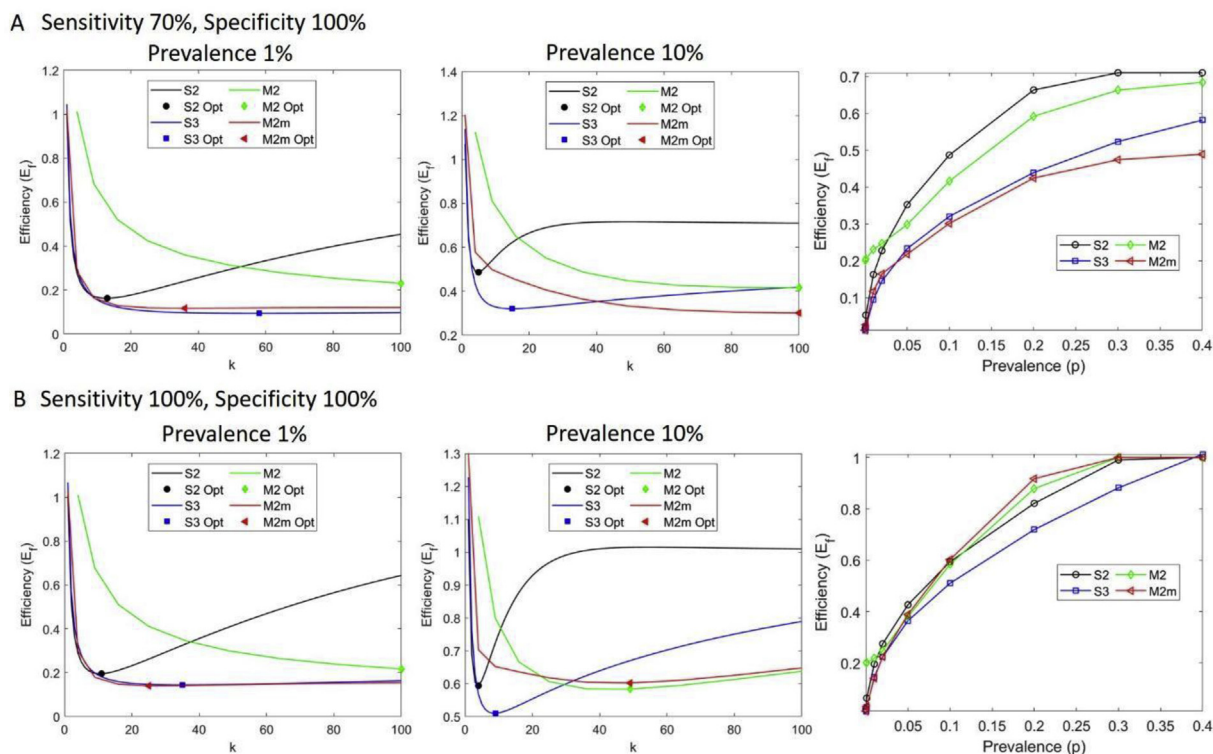 A Sensitivity 70%, Specificity 100%
Prevalence 1%
1.2
1
0.8
0.6
0.4
0.2
0
0 20 40 60 80 100
Efficiency (Ef)
k
S2 M2
S2 Opt M2 Opt
S3 M2m
S3 Opt M2m Opt
Prevalence 10%
1.4
1.2
1
0.8
0.6
0.4
0.2
0 20 40 60 80 100
Efficiency (Ef)
k
S2 M2
S2 Opt M2 Opt
S3 M2m
S3 Opt M2m Opt
0.7
0.6
0.5
0.4
0.3
0.2
0.1
0.05 0.1 0.15 0.2 0.25 0.3 0.35 0.4
Efficiency (Ef)
Prevalence (p)
S2 M2
S3 M2m
B Sensitivity 100%, Specificity 100%
Prevalence 1%
1.2
1
0.8
0.6
0.4
0.2
0
0 20 40 60 80 100
Efficiency (Ef)
k
S2 M2
S2 Opt M2 Opt
S3 M2m
S3 Opt M2m Opt
Prevalence 10%
1.3
1.2
1.1
1
0.9
0.8
0.7
0.6
0.5
0 20 40 60 80 100
Efficiency (Ef)
k
S2 M2
S2 Opt M2 Opt
S3 M2m
S3 Opt M2m Opt
1
0.8
0.6
0.4
0.2
0.05 0.1 0.15 0.2 0.25 0.3 0.35 0.4
Efficiency (Ef)
Prevalence (p)
S2 M2
S3 M2m